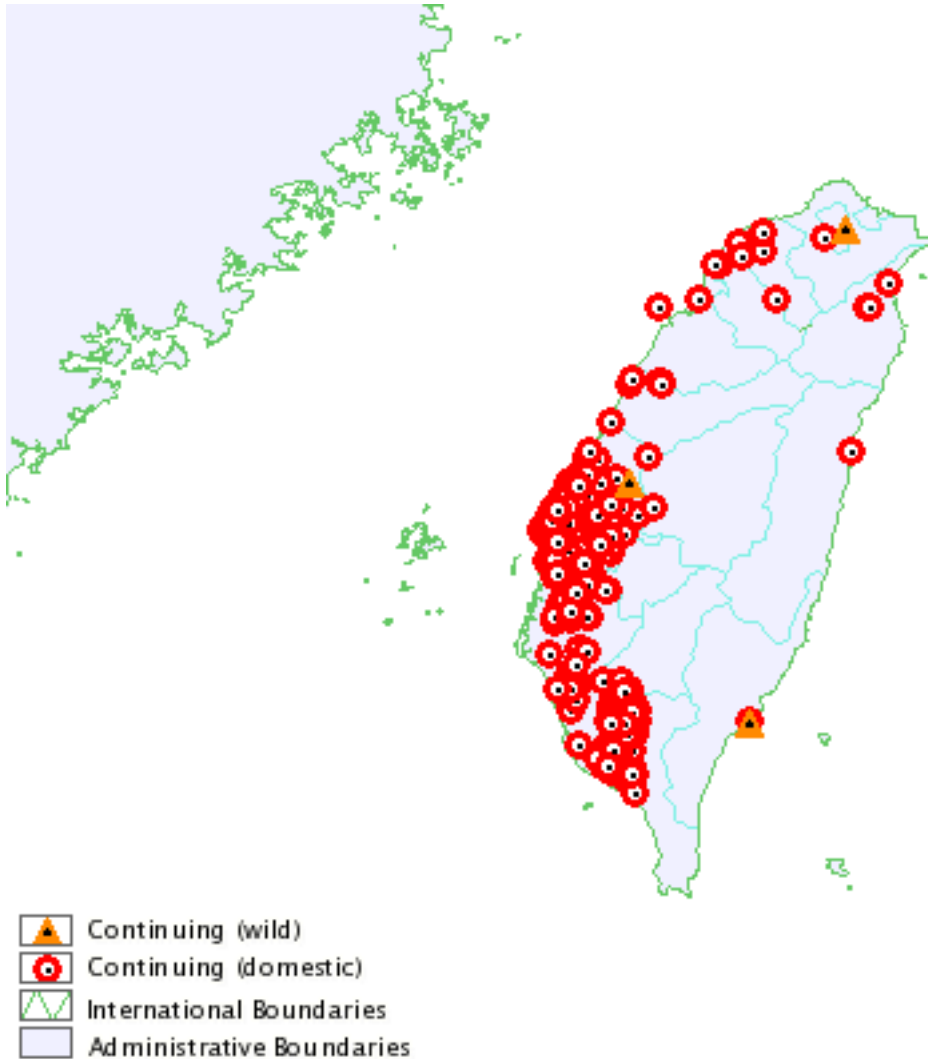 Continuing (wild)
Continuing (domestic)
International Boundaries
Administrative Boundaries